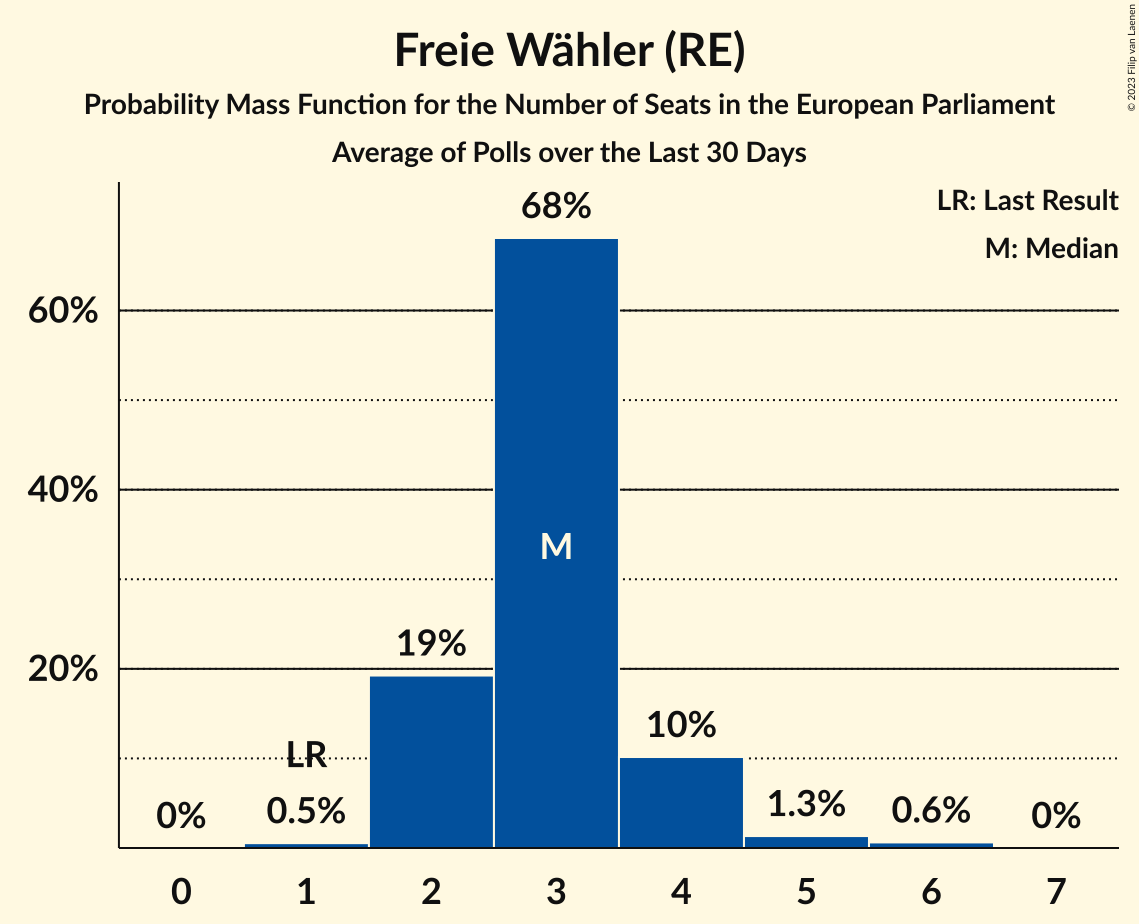 Freie Wähler (RE)
Probability Mass Function for the Number of Seats in the European Parliament
Average of Polls over the Last 30 Days
© 2023 Filip van Laenen
LR: Last Result
M: Median
68%
60%
40%
M
19%
20%
10%
LR
0%
0.5%
1.3%
0.6%
0%
0 1 2 3 4 5 6 7